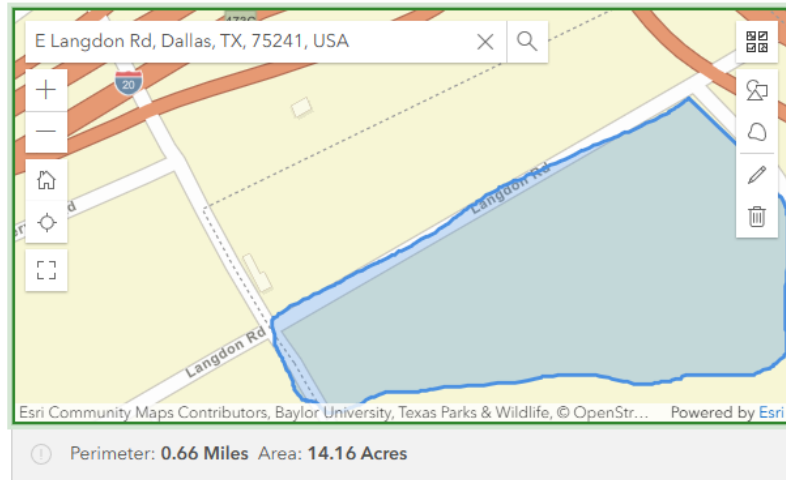 E Langdon Rd, Dallas, TX, 75241, USA
20
Langdon Rd
Langdon Rd
Esri Community Maps Contributors, Baylor University, Texas Parks & Wildlife, © OpenStr... Powered by Esri
Perimeter: 0.66 Miles Area: 14.16 Acres